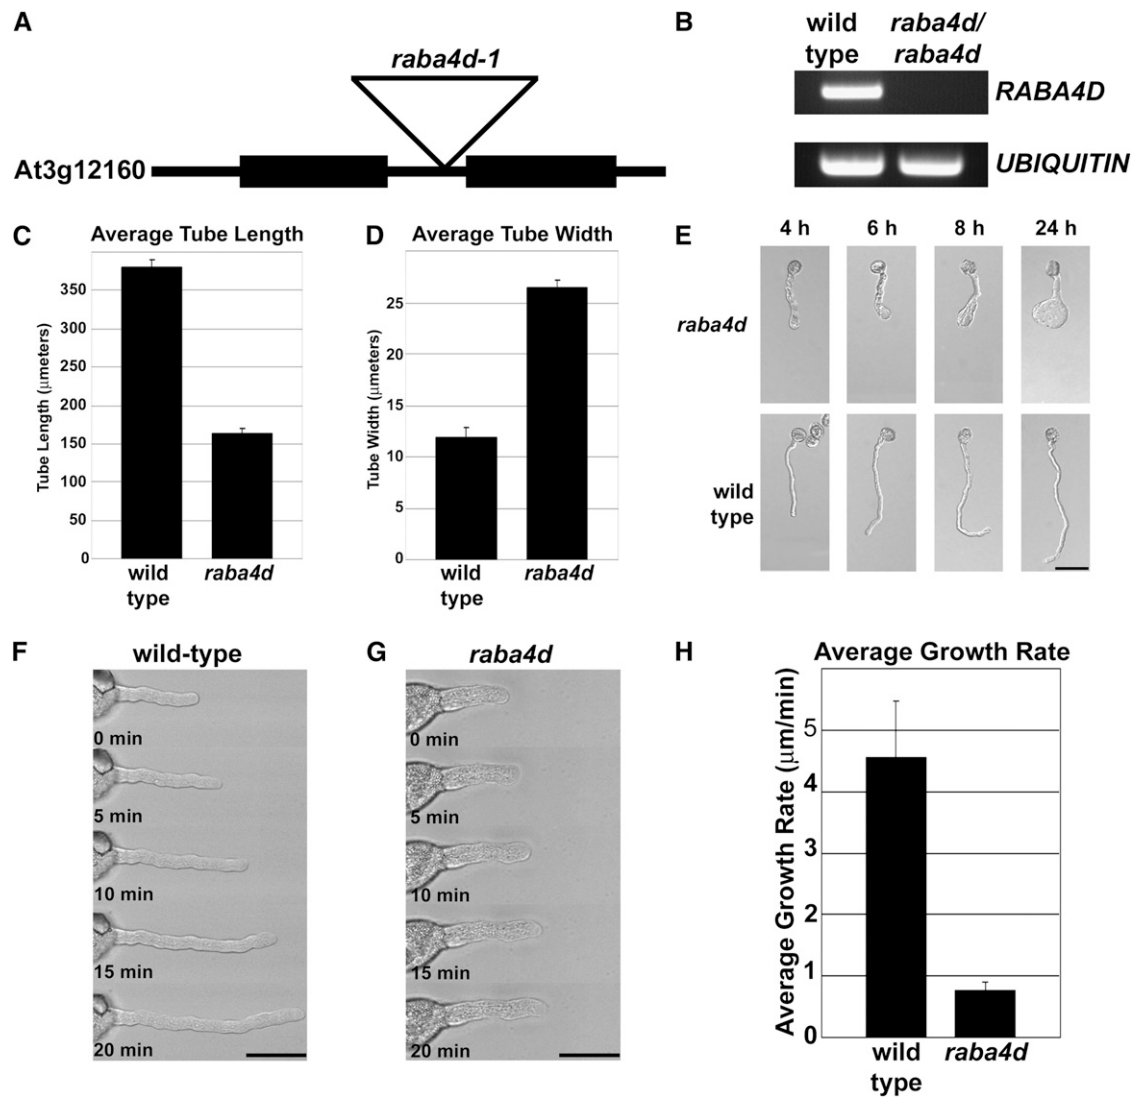 A
raba4d-1
At3g12160
B
wild type
raba4d/ raba4d
RABA4D
UBIQUITIN
C
Average Tube Length
Tube Length (µmeters)
350
300
250
200
150
100
50
0
wild type
raba4d
D
Average Tube Width
Tube Width (µmeters)
25
20
15
10
5
0
wild type
raba4d
E
4 h
6 h
8 h
24 h
raba4d
wild type
F
wild-type
0 min
5 min
10 min
15 min
20 min
G
raba4d
0 min
5 min
10 min
15 min
20 min
H
Average Growth Rate
Average Growth Rate (µm/min)
5
4
3
2
1
0
wild type
raba4d